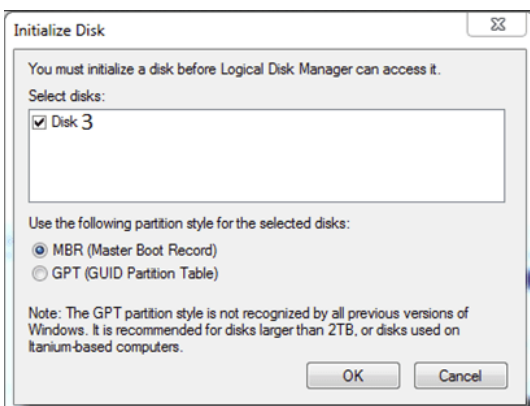 Initialize Disk
You must initialize a disk before Logical Disk Manager can access it.
Select disks:
Disk 3
Use the following partition style for the selected disks:
MBR (Master Boot Record)
GPT (GUID Partition Table)
Note: The GPT partition style is not recognized by all previous versions of
Windows. It is recommended for disks larger than 2TB, or disks used on
Itanium-based computers.
OK Cancel